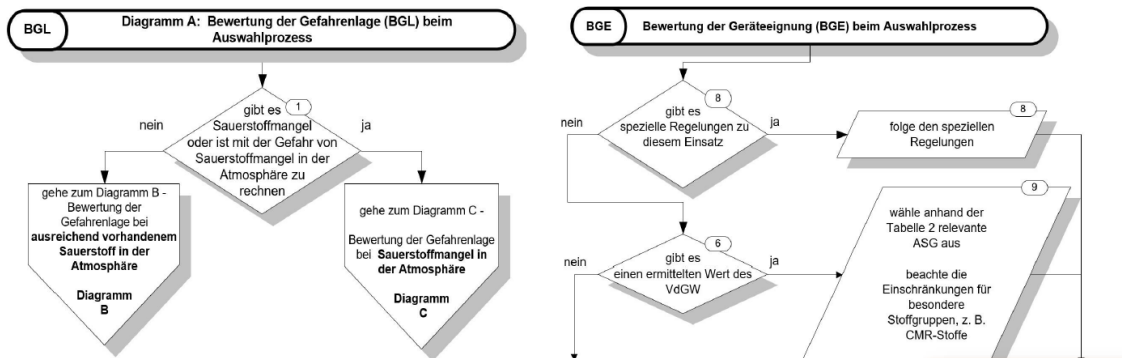 BGL
Diagramm A: Bewertung der Gefahrenlage (BGL) beim
Auswahlprozess
1
gibt es
Sauerstoffmangel
oder ist mit der Gefahr von
Sauerstoffmangel in der
Atmosphäre zu
rechnen
nein
ja
gehe zum Diagramm B -
Bewertung der
Gefahrenlage bei
ausreichend vorhandenem
Sauerstoff in der
Atmosphäre
Diagramm
B
gehe zum Diagramm C -
Bewertung der Gefahrenlage
bei Sauerstoffmangel in
der Atmosphäre
Diagramm
C
BGE
Bewertung der Geräteeignung (BGE) beim Auswahlprozess
8
gibt es
spezielle Regelungen zu
diesem Einsatz
nein
ja
8
folge den speziellen
Regelungen
6
gibt es
einen ermittelten Wert des
VdGW
nein
ja
9
wähle anhand der
Tabelle 2 relevante
ASG aus
beachte die
Einschränkungen für
besondere
Stoffgruppen, z. B.
CMR-Stoffe